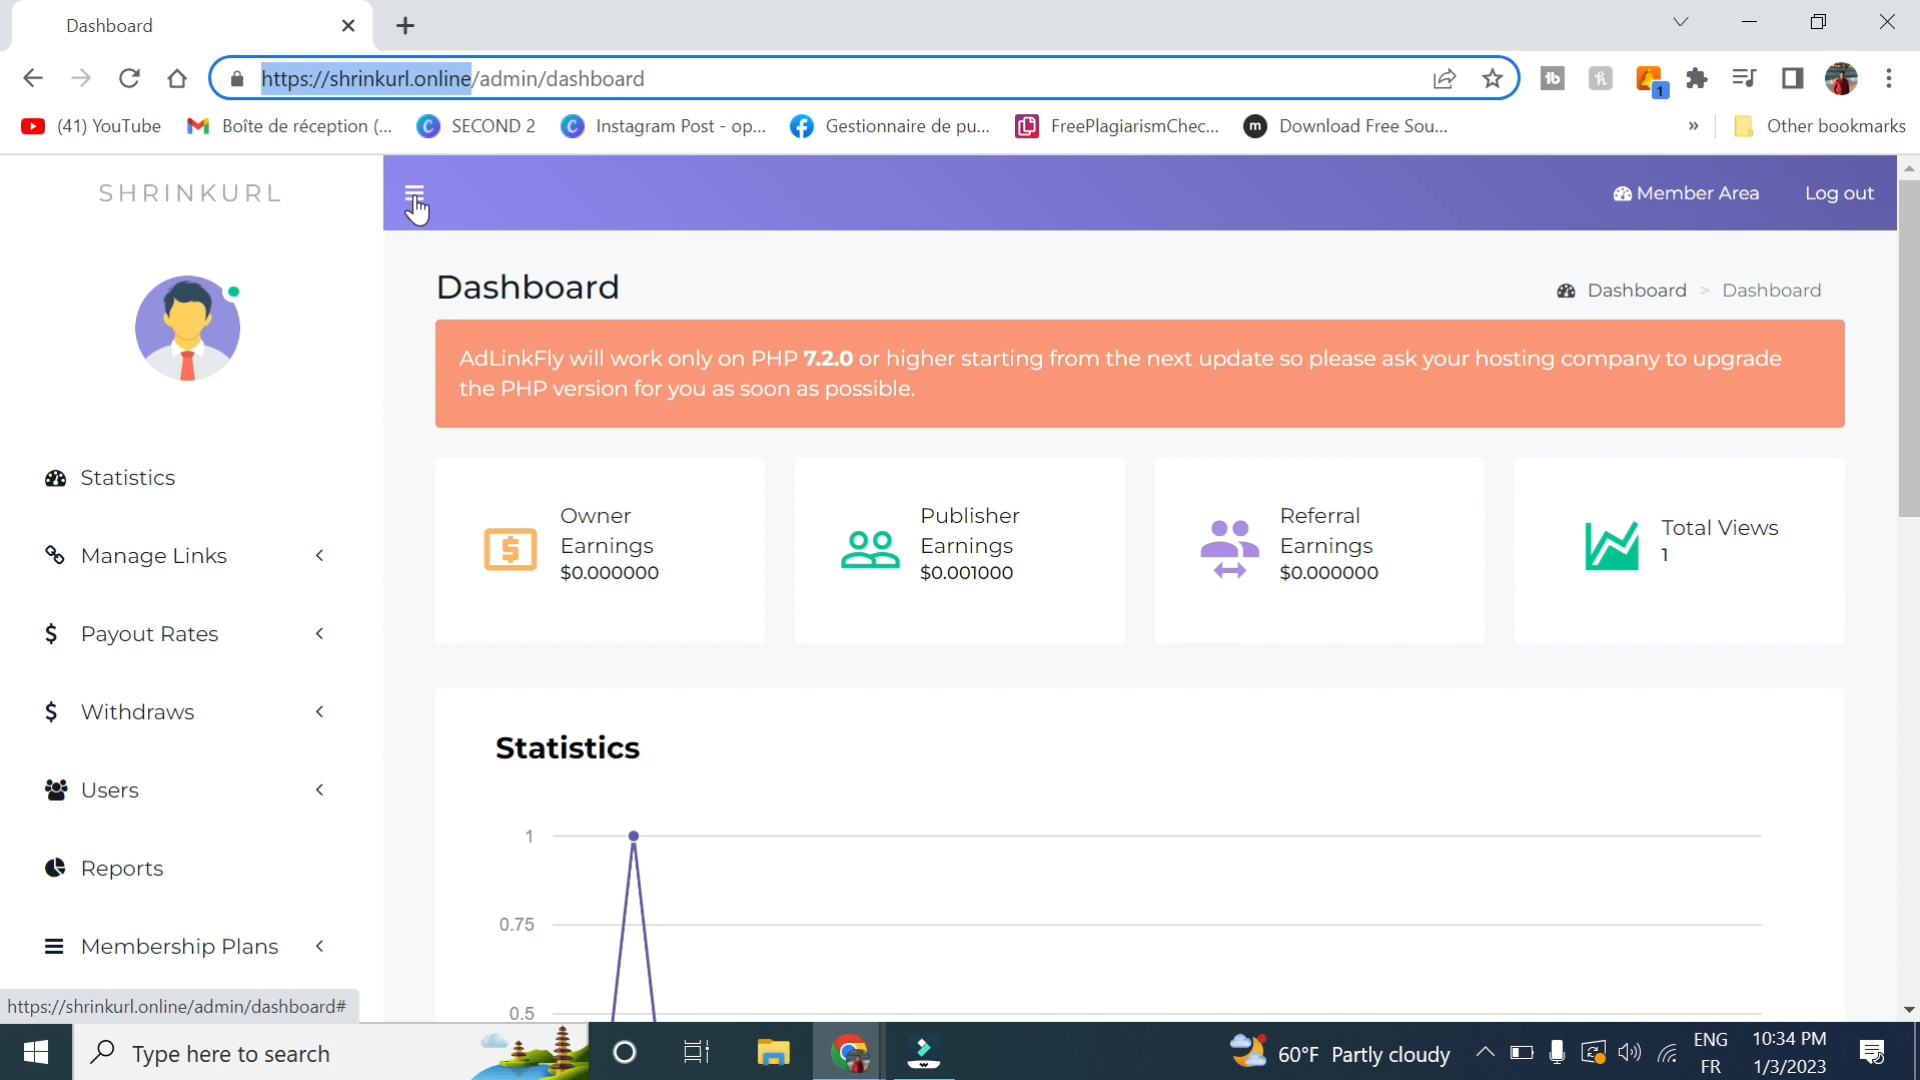 Dashboard
https://shrinkurl.online/admin/dashboard
1
(41) YouTube
Boîte de réception (...
SECOND 2
Instagram Post - op...
Gestionnaire de pu...
FreePlagiarismChec...
Download Free Sou...
»
Other bookmarks
SHRINKURL
Member Area
Log out
Dashboard
Dashboard > Dashboard
AdLinkFly will work only on PHP 7.2.0 or higher starting from the next update so please ask your hosting company to upgrade
the PHP version for you as soon as possible.
Owner
Earnings
$0.000000
Publisher
Earnings
$0.001000
Referral
Earnings
$0.000000
Total Views
1
Statistics
Manage Links
Payout Rates
Withdraws
Users
Reports
Membership Plans
Statistics
1
0.75
0.5
https://shrinkurl.online/admin/dashboard#
Type here to search
60°F Partly cloudy
ENG
FR
10:34 PM
1/3/2023